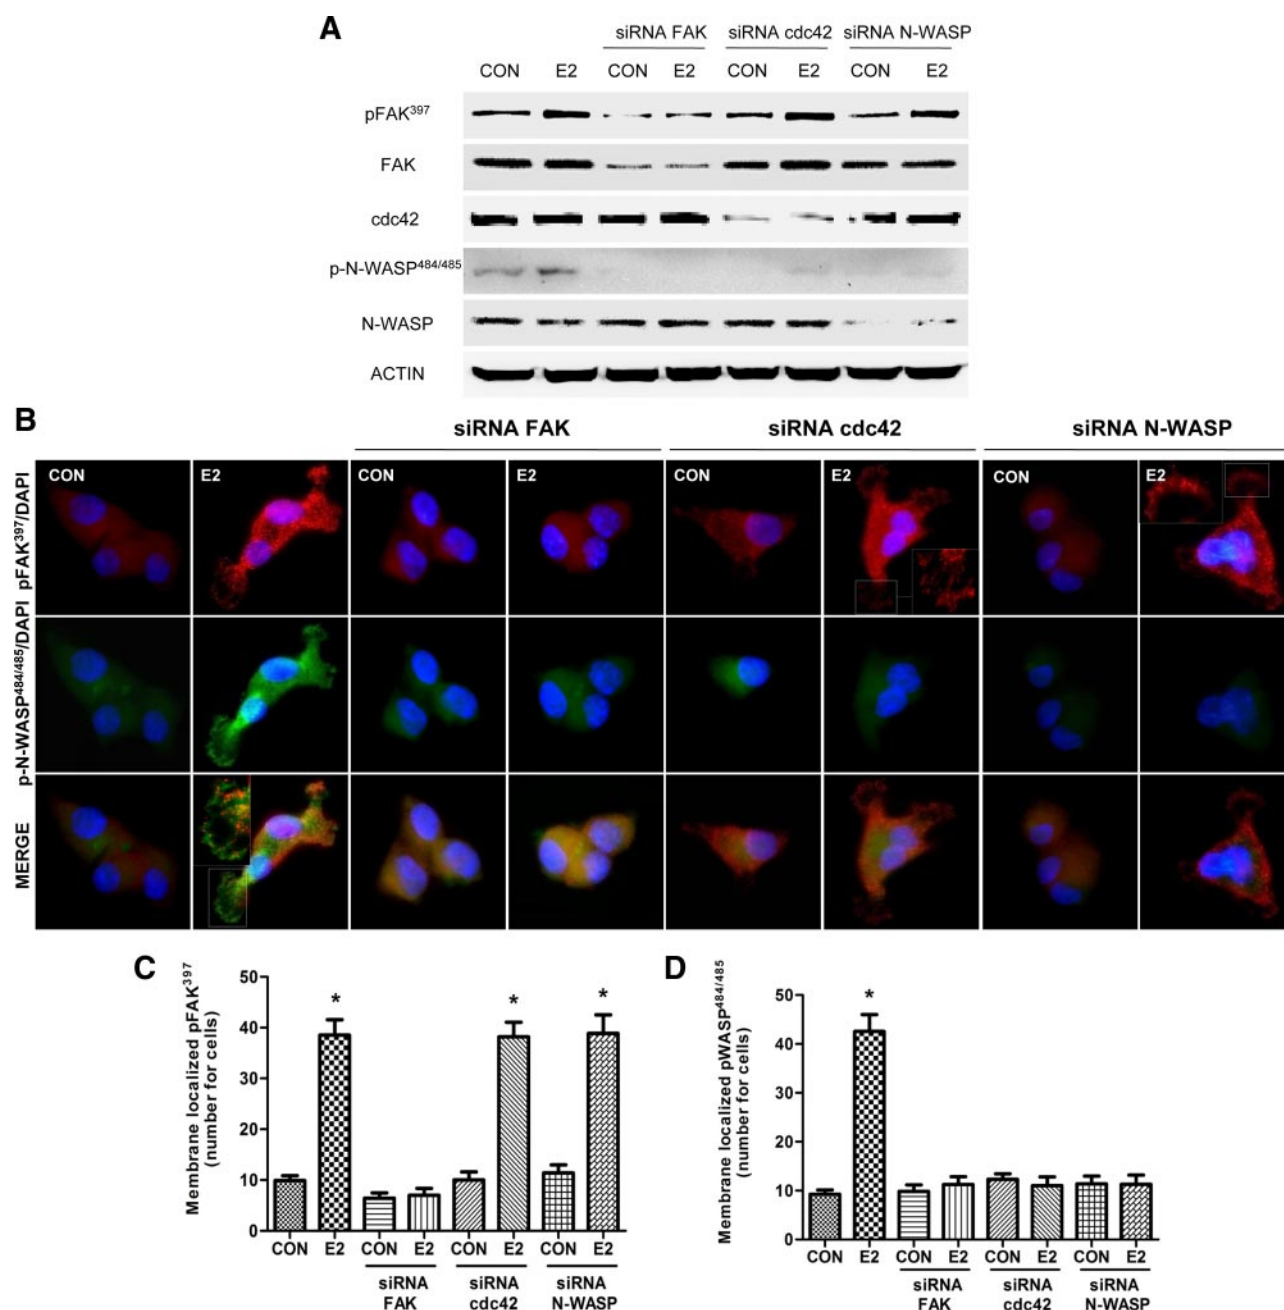 A
siRNA FAK siRNA cdc42 siRNA N-WASP
CON E2 CON E2 CON E2 CON E2
pFAK397
FAK
cdc42
p-N-WASP484/485
N-WASP
ACTIN
B
siRNA FAK siRNA cdc42 siRNA N-WASP
CON E2 CON E2 CON E2 CON E2
pFAK397/DAPI
p-N-WASP484/485/DAPI
MERGE
C
Membrane localized pFAK397
(number for cells)
50
40
30
20
10
0
* * *
CON E2 CON E2 CON E2 CON E2
siRNA siRNA siRNA
FAK cdc42 N-WASP
D
Membrane localized pWASP484/485
(number for cells)
50
40
30
20
10
0
*
CON E2 CON E2 CON E2 CON E2
siRNA siRNA siRNA
FAK cdc42 N-WASP